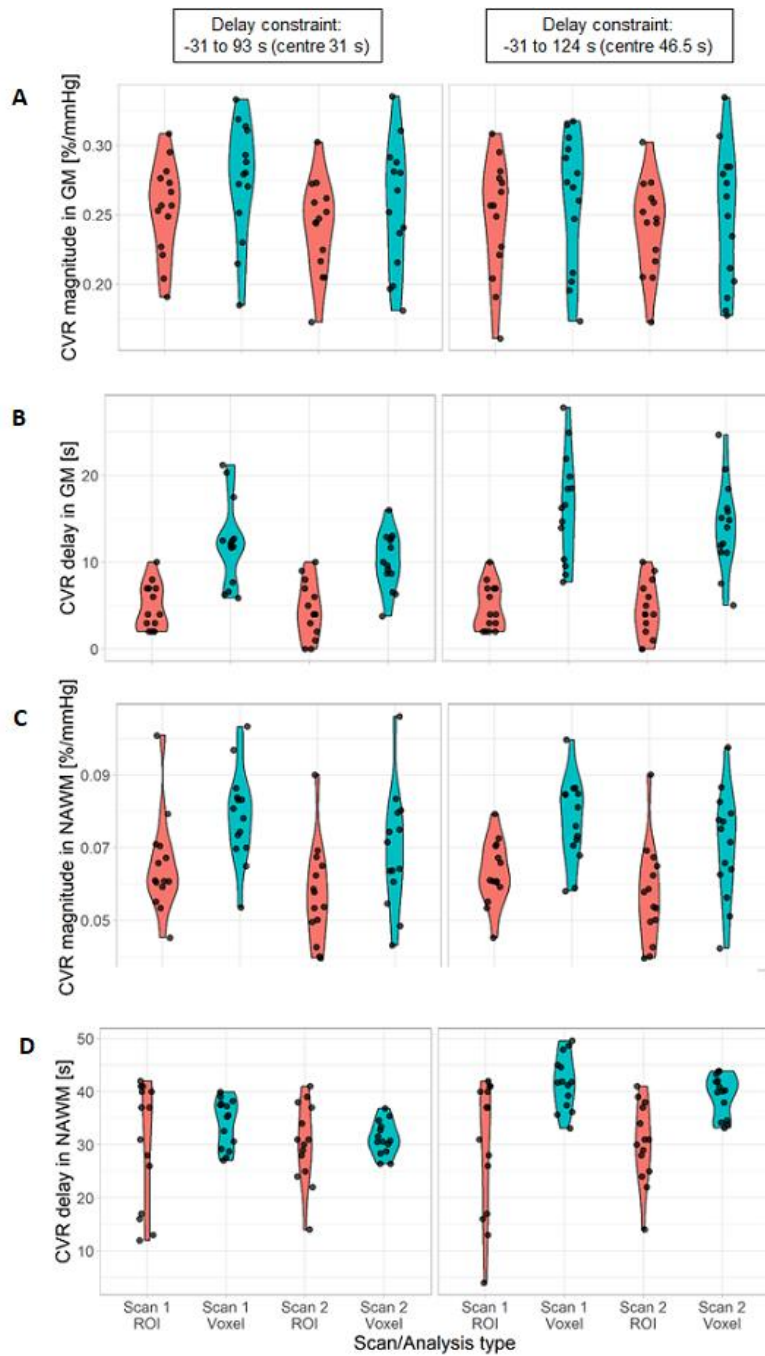 Delay constraint:
-31 to 93 s (centre 31 s)
Delay constraint:
-31 to 124 s (centre 46.5 s)
A
CVR magnitude in GM [%/mmHg]
0.30
0.25
0.20
B
CVR delay in GM [s]
20
10
0
C
CVR magnitude in NAWM [%/mmHg]
0.09
0.07
0.05
D
CVR delay in NAWM [s]
50
40
30
20
10
Scan 1 Scan 1 Scan 2 Scan 2 Scan 1 Scan 1 Scan 2 Scan 2
ROI Voxel ROI Voxel ROI Voxel ROI Voxel
Scan/Analysis type